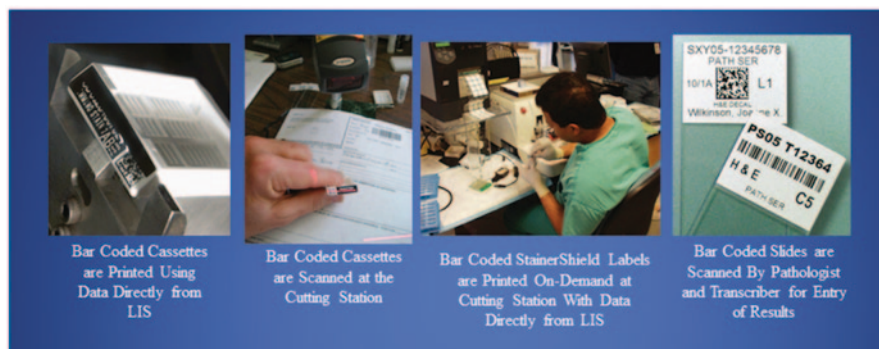 SXY05-12345678
PATH SER
10/1A L1
H&E DECAL
Wilkinson, Joanne X.
PS05 T12364
H & E
C5
PATH SER
Bar Coded Cassettes
are Printed Using
Data Directly from
LIS
Bar Coded Cassettes
are Scanned at the
Cutting Station
Bar Coded StainerShield Labels
are Printed On-Demand at
Cutting Station With Data
Directly from LIS
Bar Coded Slides are
Scanned By Pathologist
and Transcriber for Entry
of Results